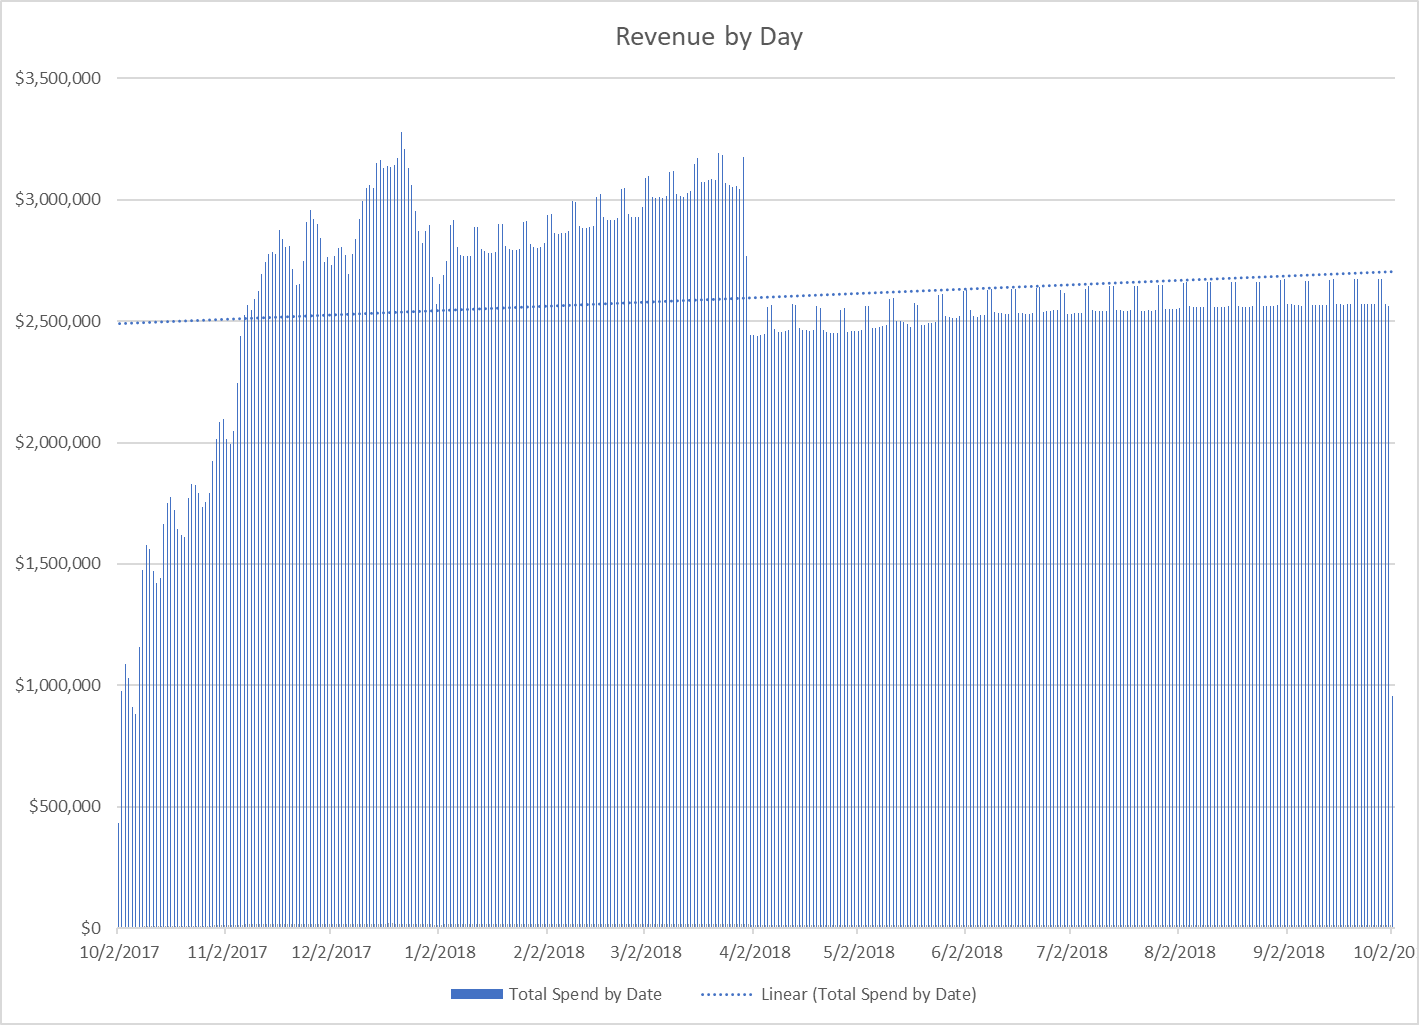 Revenue by Day
$3,500,000
$3,000,000
$2,500,000
$2,000,000
$1,500,000
$1,000,000
$500,000
$0
10/2/2017 11/2/2017 12/2/2017 1/2/2018 2/2/2018 3/2/2018 4/2/2018 5/2/2018 6/2/2018 7/2/2018 8/2/2018 9/2/2018 10/2/20
Total Spend by Date Linear (Total Spend by Date)